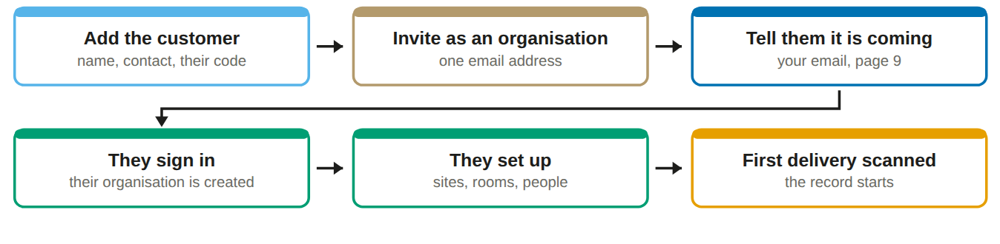 Add the customer
name, contact, their code
Invite as an organisation
one email address
Tell them it is coming
your email, page 9
They sign in
their organisation is created
They set up
sites, rooms, people
First delivery scanned
the record starts